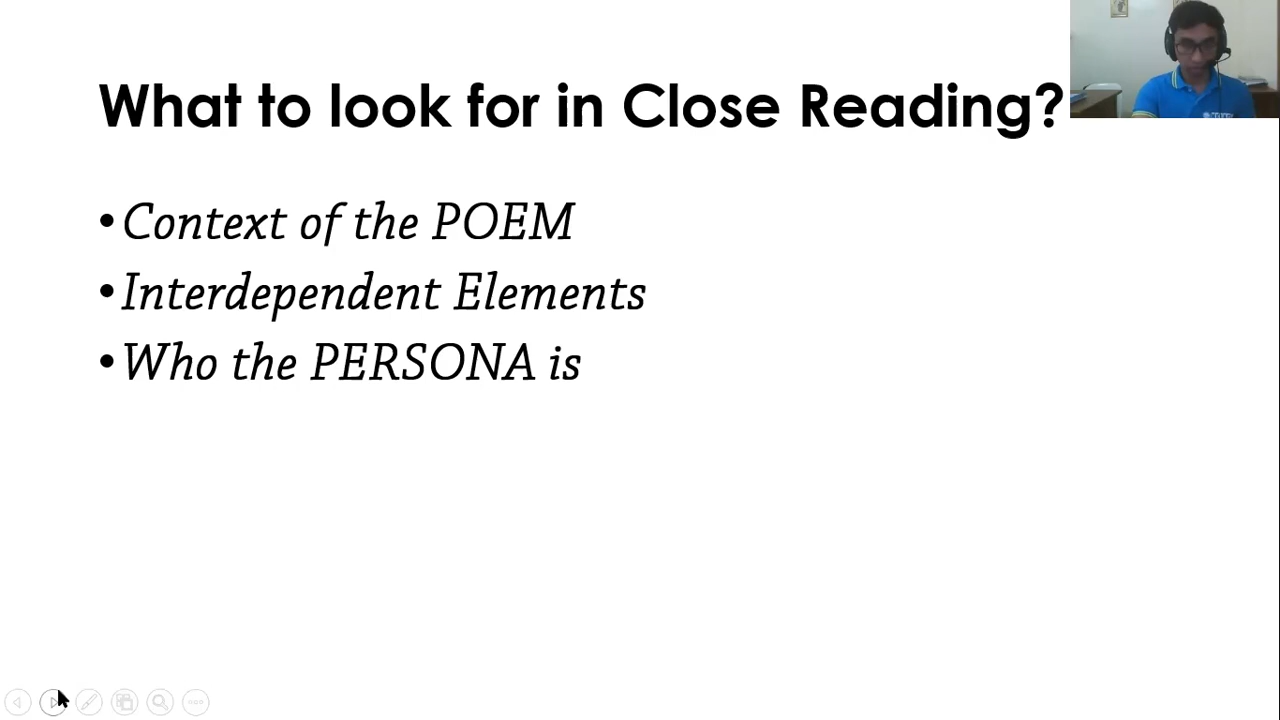 What to look for in Close Reading?
• Context of the POEM
• Interdependent Elements
• Who the PERSONA is